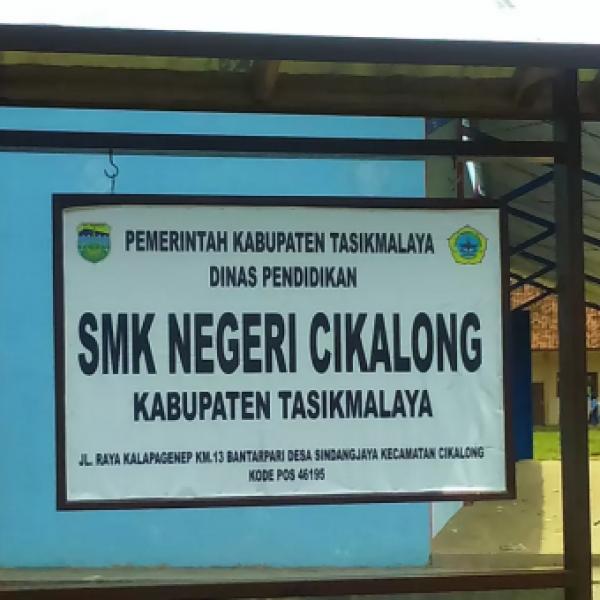 PEMERINTAH KABUPATEN TASIKMALAYA
DINAS PENDIDIKAN
SMK NEGERI CIKALONG
KABUPATEN TASIKMALAYA
JL. RAYA KALAPAGENEP KM.13 BANTARPARI DESA SINDANGJAYA KECAMATAN CIKALONG
KODE POS 46195